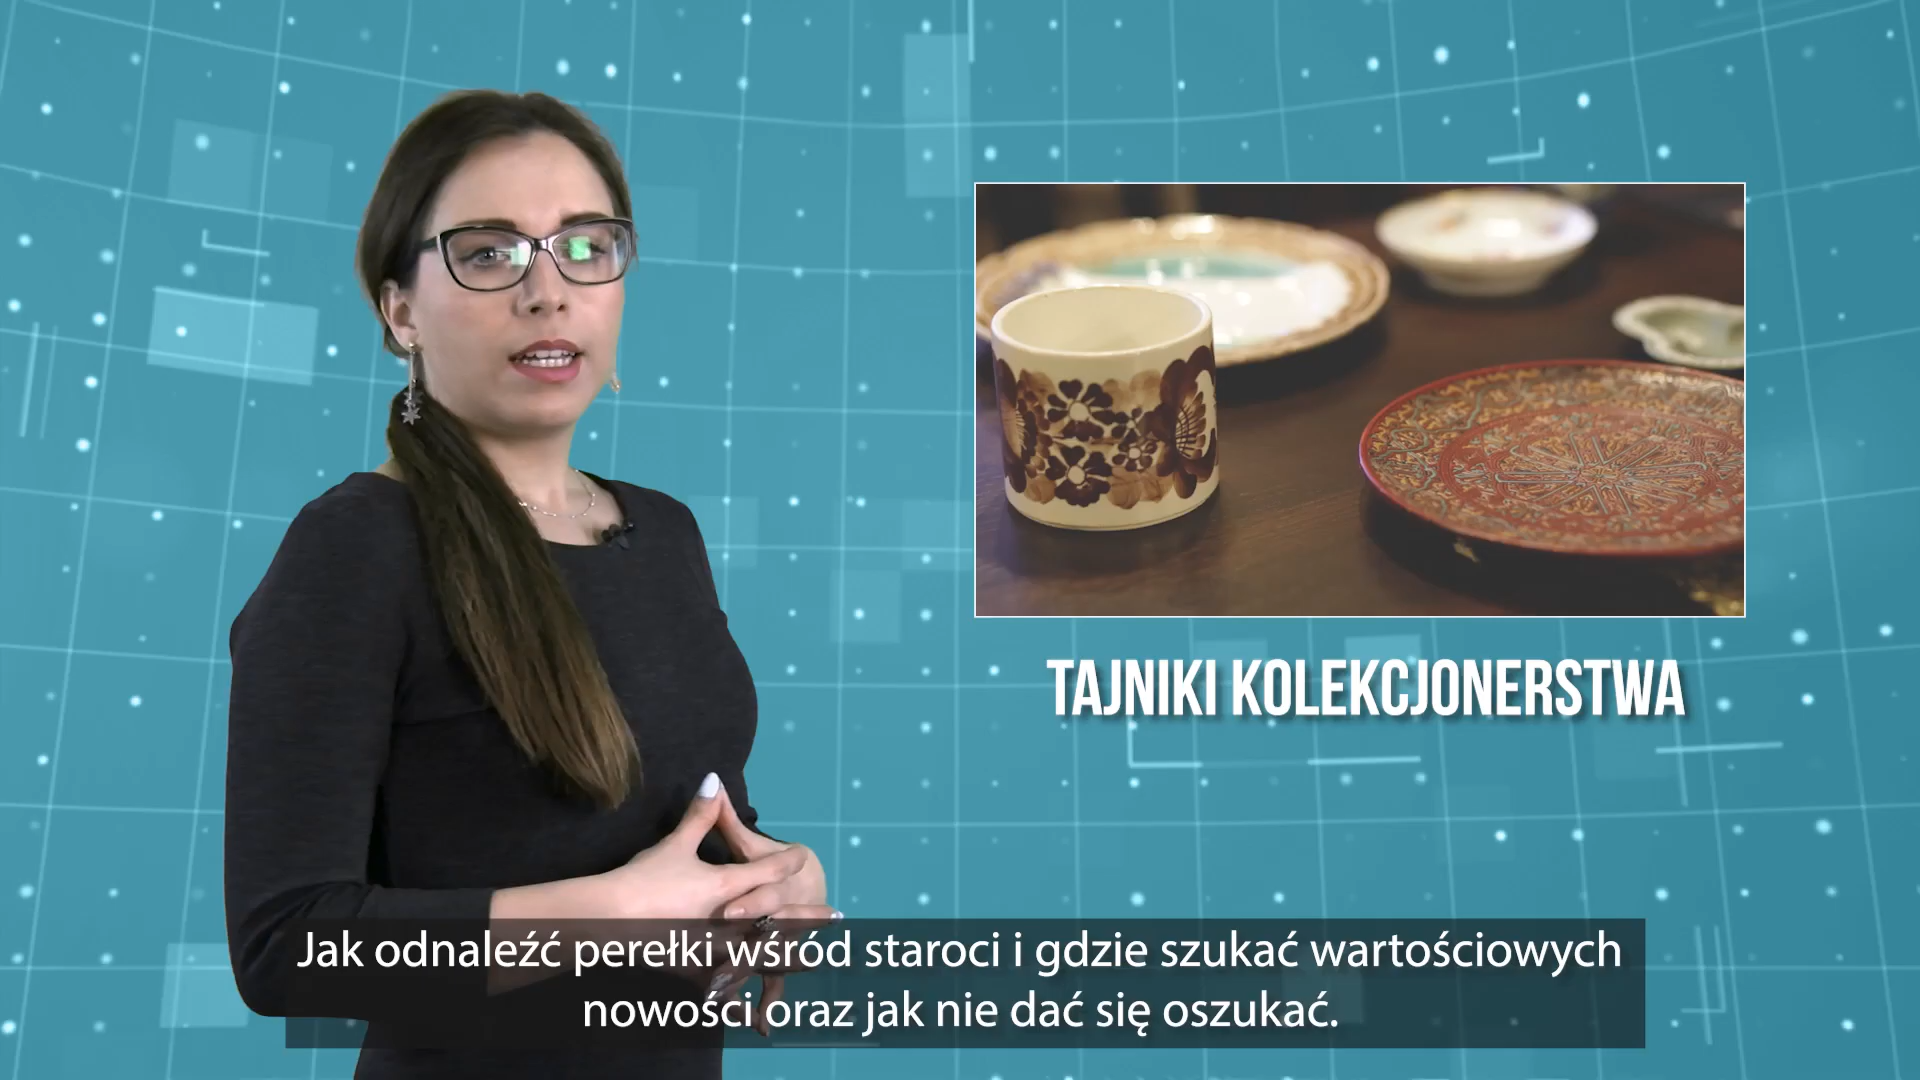 TAJNIKI KOLEKCJONERSTWA
Jak odnaleźć perełki wśród staroci i gdzie szukać wartościowych
nowości oraz jak nie dać się oszukać.